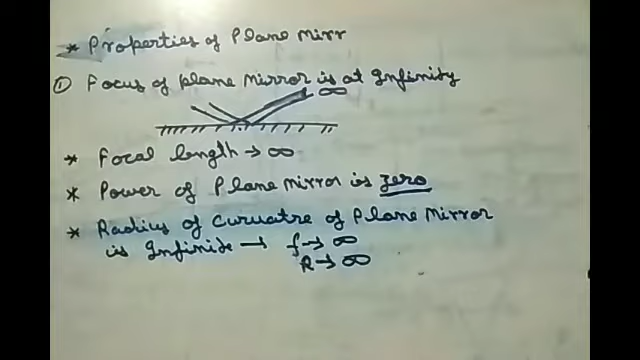 * Properties of Plane Mirr
① Focus of plane mirror is at Infinity
∞
* Focal length → ∞
* Power of Plane mirror is zero
* Radius of Curuatre of Plane Mirror
is Infinite → f → ∞
R → ∞